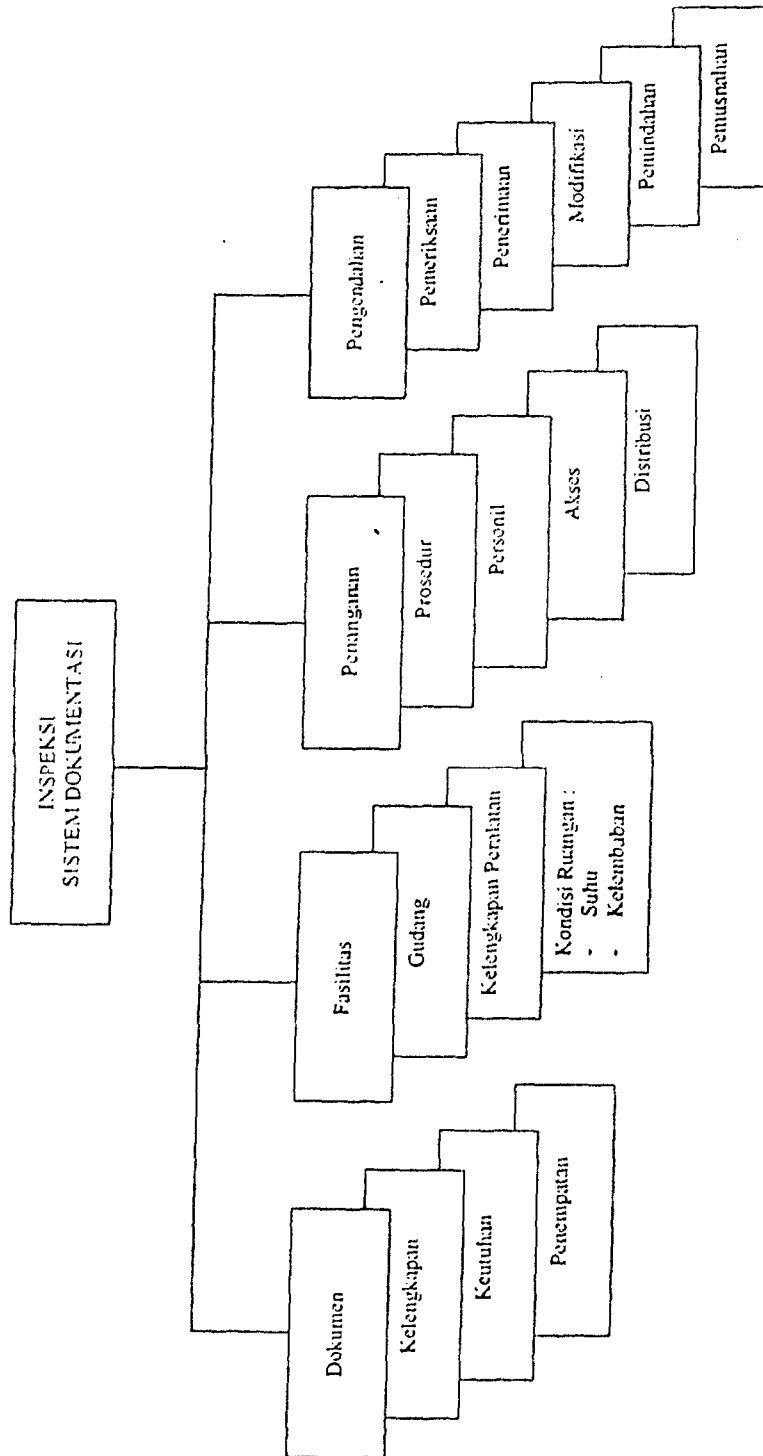 INSPEKSI
SISTEM DOKUMENTASI
Dokumen
Kelengkapan
Keutuhan
Penempatan
Fasilitas
Gudang
Kelengkapan Peralatan
Kondisi Ruangan :
- Suhu
- Kelembaban
Penanganan
Prosedur
Personil
Akses
Distribusi
Pengendalian
Pemeriksaan
Penerimaan
Modifikasi
Pemindahan
Pemusnahan